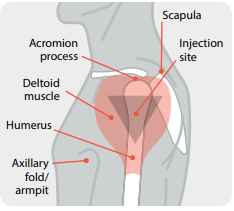 Scapula
Acromion
process
Injection
site
Deltoid
muscle
Humerus
Axillary
fold/
armpit